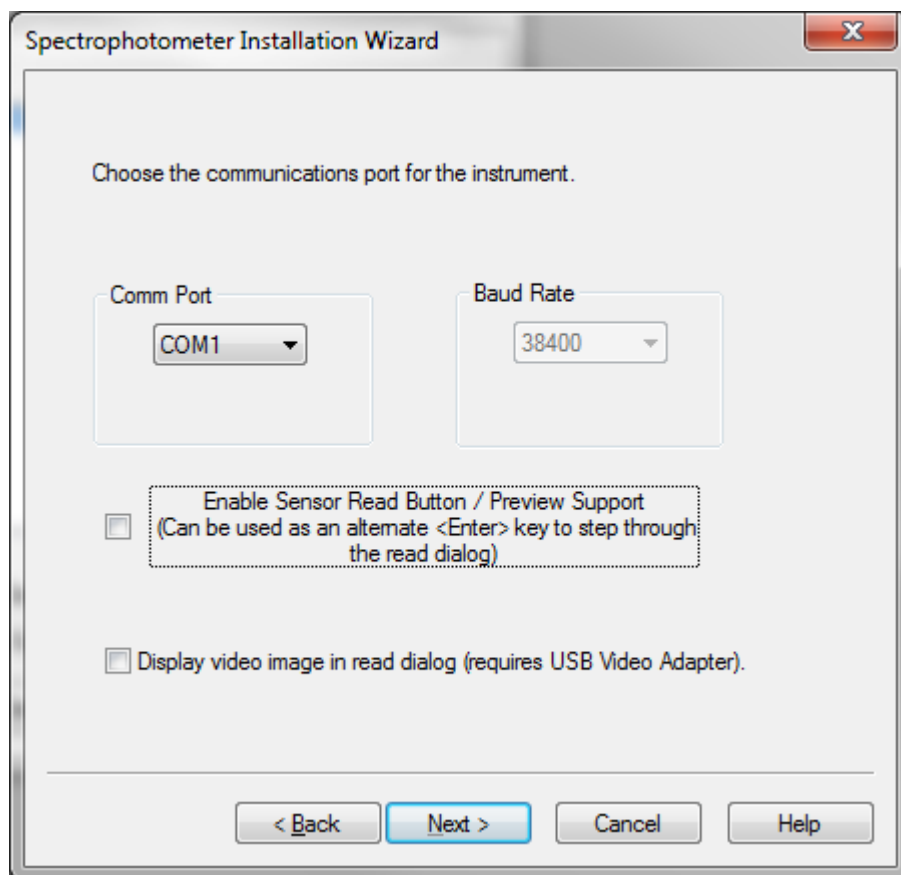 Spectrophotometer Installation Wizard
Choose the communications port for the instrument.
Comm Port
COM1
Baud Rate
38400
Enable Sensor Read Button / Preview Support
(Can be used as an alternate <Enter> key to step through
the read dialog)
Display video image in read dialog (requires USB Video Adapter).
< Back
Next >
Cancel
Help